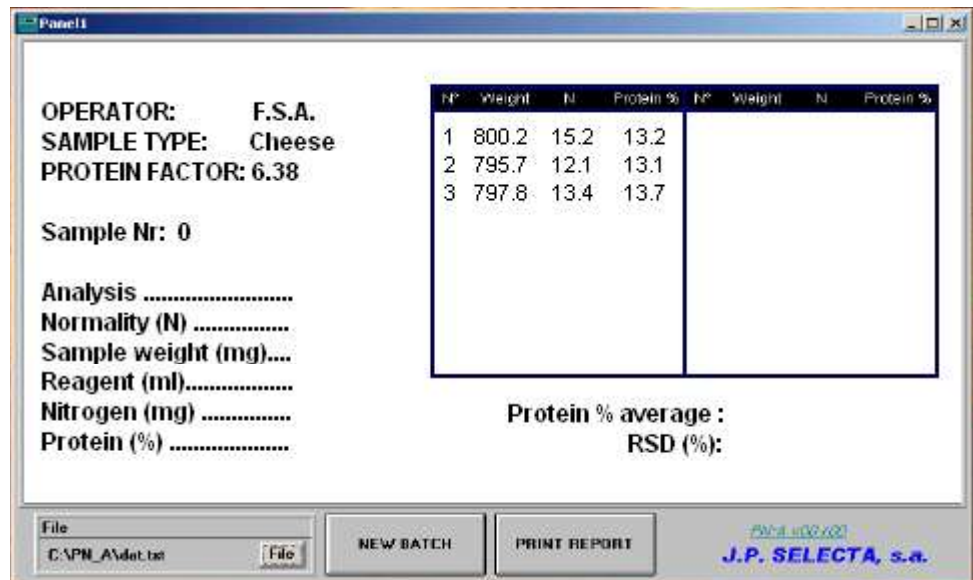 Panel1
OPERATOR: F.S.A.
SAMPLE TYPE: Cheese
PROTEIN FACTOR: 6.38
Sample Nr: 0
Analysis .........................
Normality (N) ................
Sample weight (mg)....
Reagent (ml)..................
Nitrogen (mg) ...............
Protein (%) ....................
Nº Weight N Protein % Nº Weight N Protein %
1 800.2 15.2 13.2
2 795.7 12.1 13.1
3 797.8 13.4 13.7
Protein % average :
RSD (%):
File
C:\PN_A\dat.txt File
NEW BATCH
PRINT REPORT
J.P. SELECTA, s.a.